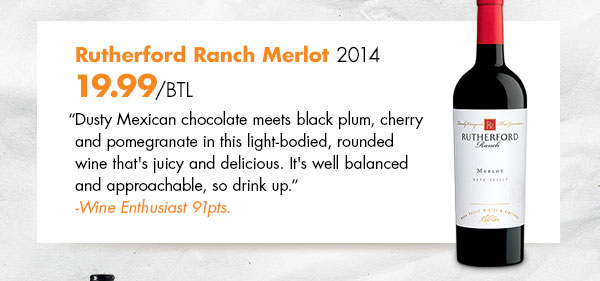 Rutherford Ranch Merlot 2014
19.99/BTL
“Dusty Mexican chocolate meets black plum, cherry
and pomegranate in this light-bodied, rounded
wine that's juicy and delicious. It's well balanced
and approachable, so drink up.”
-Wine Enthusiast 91pts.
RR
RUTHERFORD
Ranch
MERLOT
NAPA VALLEY